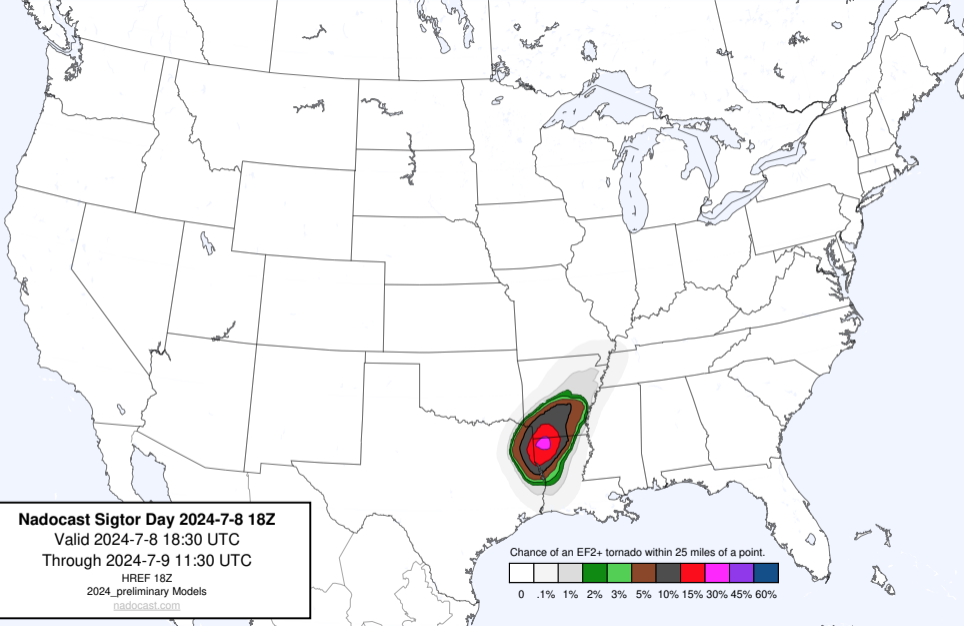 Nadocast Sigtor Day 2024-7-8 18Z
Valid 2024-7-8 18:30 UTC
Through 2024-7-9 11:30 UTC
HREF 18Z
2024_preliminary Models
nadocast.com
Chance of an EF2+ tornado within 25 miles of a point.
0 .1% 1% 2% 3% 5% 10% 15% 30% 45% 60%